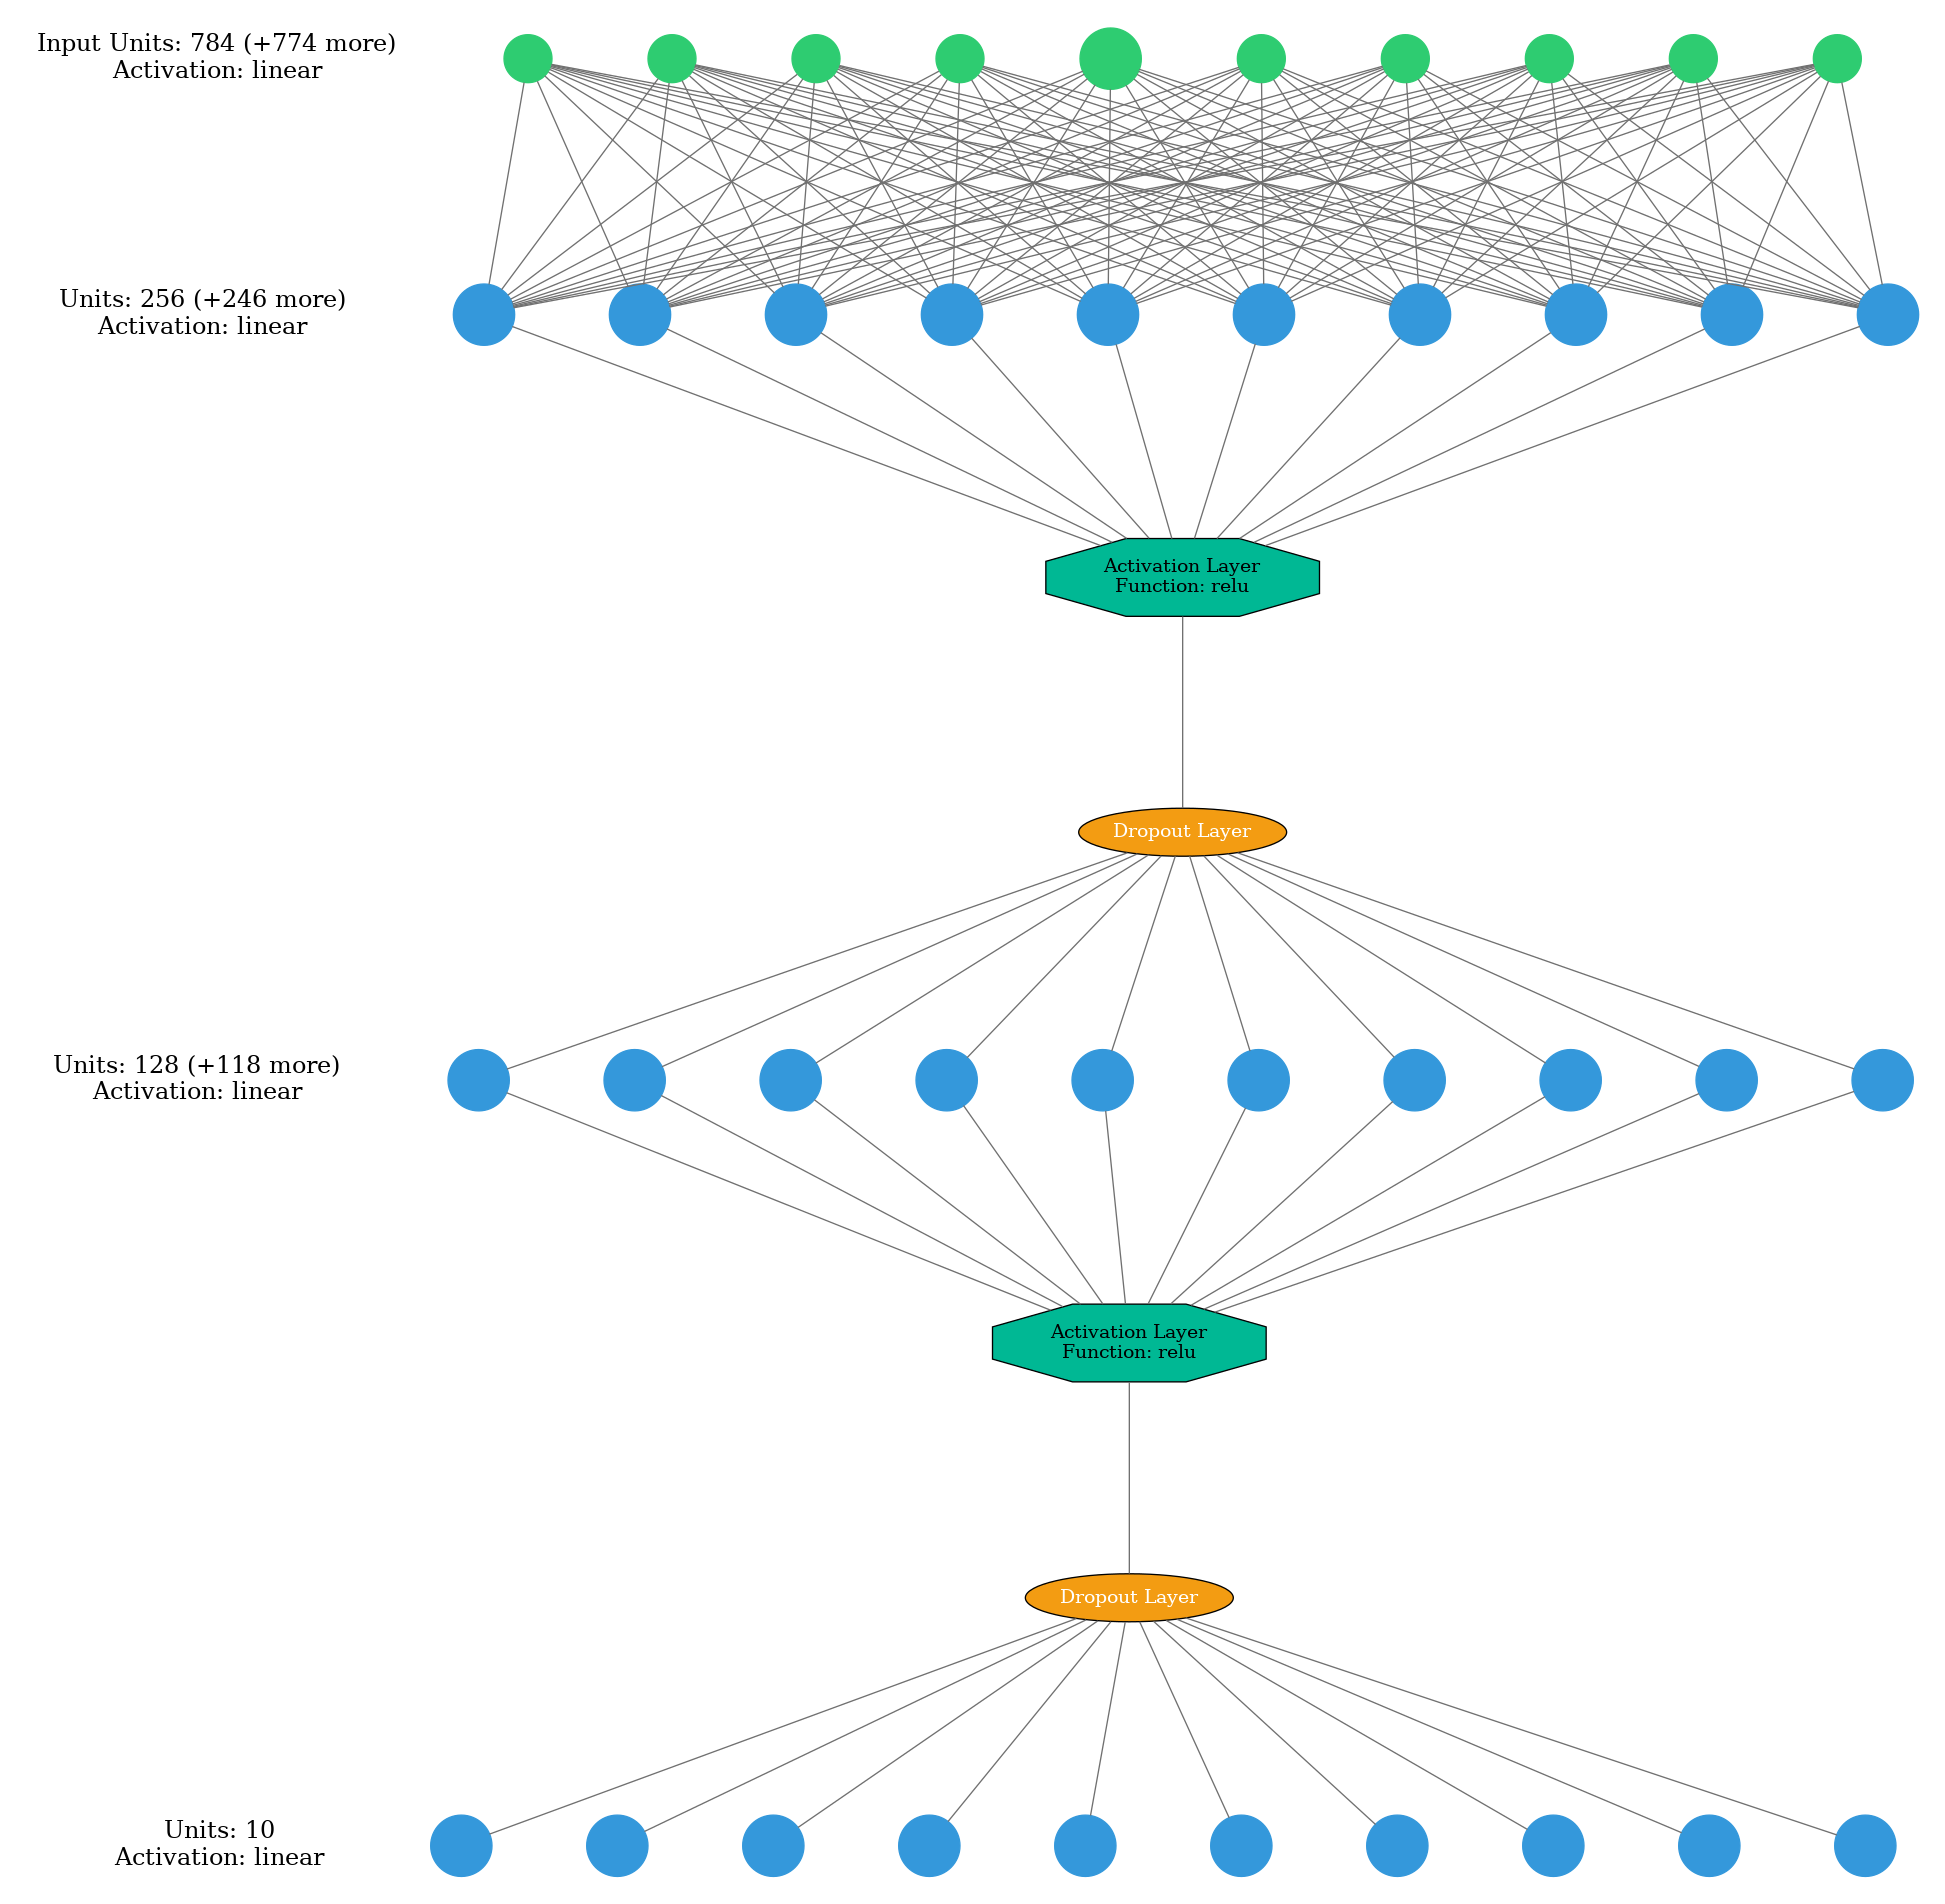 Input Units: 784 (+774 more)
Activation: linear
Units: 256 (+246 more)
Activation: linear
Activation Layer
Function: relu
Dropout Layer
Units: 128 (+118 more)
Activation: linear
Activation Layer
Function: relu
Dropout Layer
Units: 10
Activation: linear